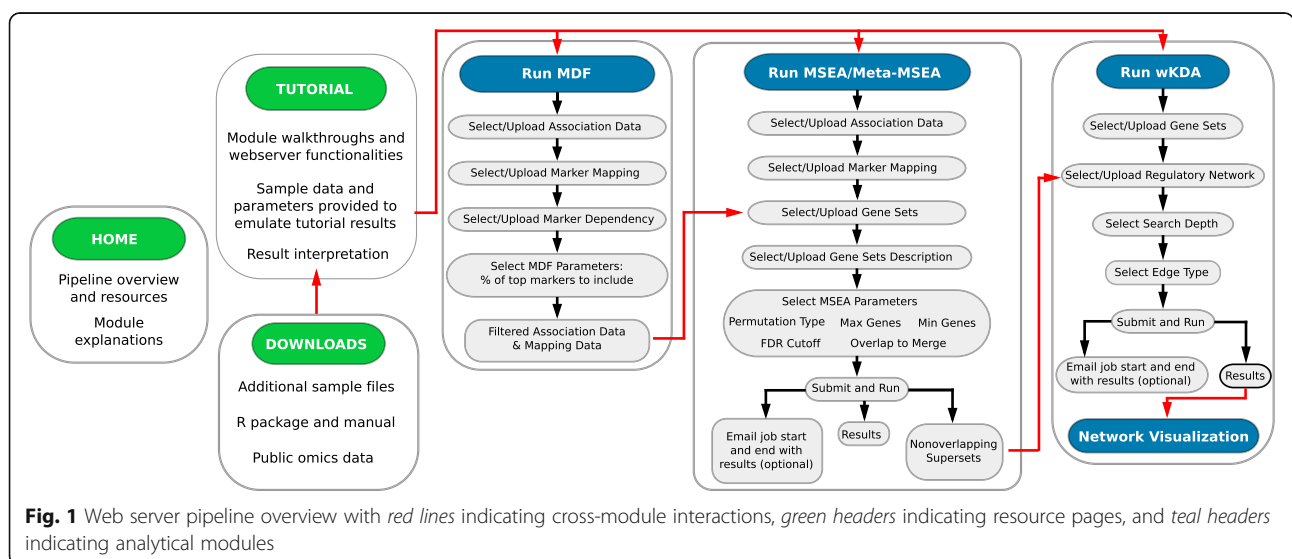 HOME
Pipeline overview
and resources
Module
explanations
TUTORIAL
Module walkthroughs and
webserver functionalities
Sample data and
parameters provided to
emulate tutorial results
Result interpretation
DOWNLOADS
Additional sample files
R package and manual
Public omics data
Run MDF
Select/Upload Association Data
Select/Upload Marker Mapping
Select/Upload Marker Dependency
Select MDF Parameters:
% of top markers to include
Filtered Association Data
& Mapping Data
Run MSEA/Meta-MSEA
Select/Upload Association Data
Select/Upload Marker Mapping
Select/Upload Gene Sets
Select/Upload Gene Sets Description
Select MSEA Parameters
Permutation Type Max Genes Min Genes
FDR Cutoff Overlap to Merge
Submit and Run
Email job start
and end with
results (optional)
Results
Nonoverlapping
Supersets
Run wKDA
Select/Upload Gene Sets
Select/Upload Regulatory Network
Select Search Depth
Select Edge Type
Submit and Run
Email job start and end
with results (optional)
Results
Network Visualization
Fig. 1 Web server pipeline overview with red lines indicating cross-module interactions, green headers indicating resource pages, and teal headers
indicating analytical modules